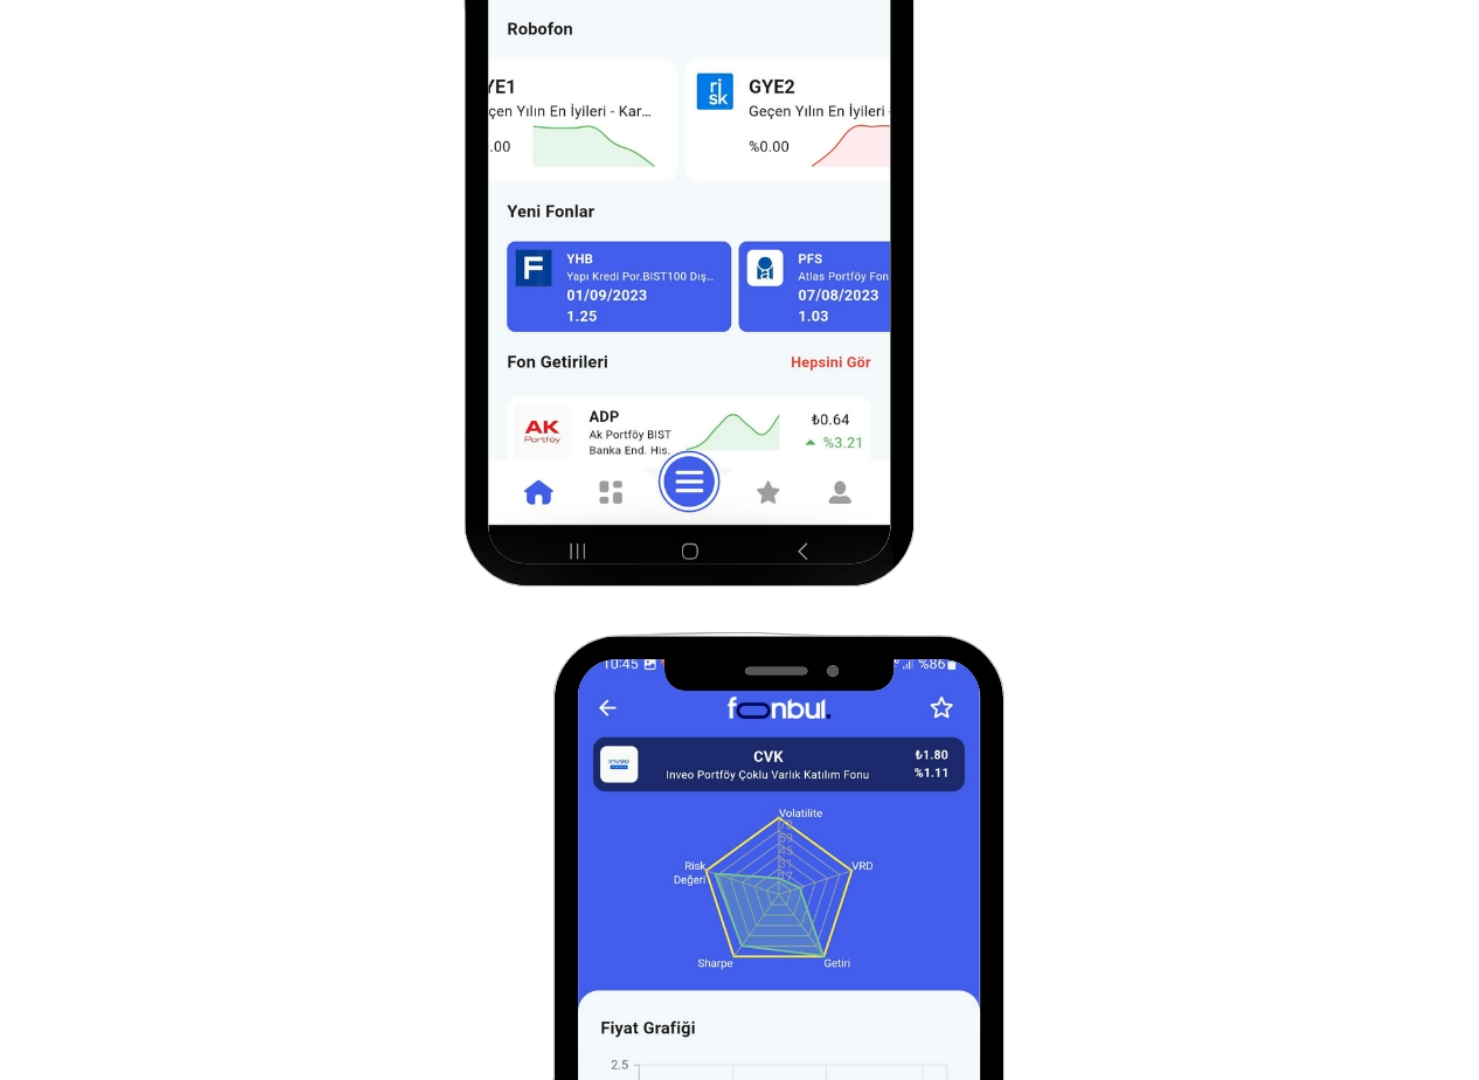 Robofon
YE1
çen Yılın En İyileri - Kar...
.00
ri
sk
GYE2
Geçen Yılın En İyileri -
%0.00
Yeni Fonlar
F
YHB
Yapı Kredi Por.BIST100 Dış...
01/09/2023
1.25
PFS
Atlas Portföy Fon
07/08/2023
1.03
Fon Getirileri
Hepsini Gör
AK
Portföy
ADP
Ak Portföy BIST
Banka End. His.
₺0.64
%3.21
10:45
%86
fonbul.
inveo
CVK
Inveo Portföy Çoklu Varlık Katılım Fonu
₺1.80
%1.11
Volatilite
59
45
31
Risk
Değeri
VRD
Sharpe
Getiri
Fiyat Grafiği
2.5